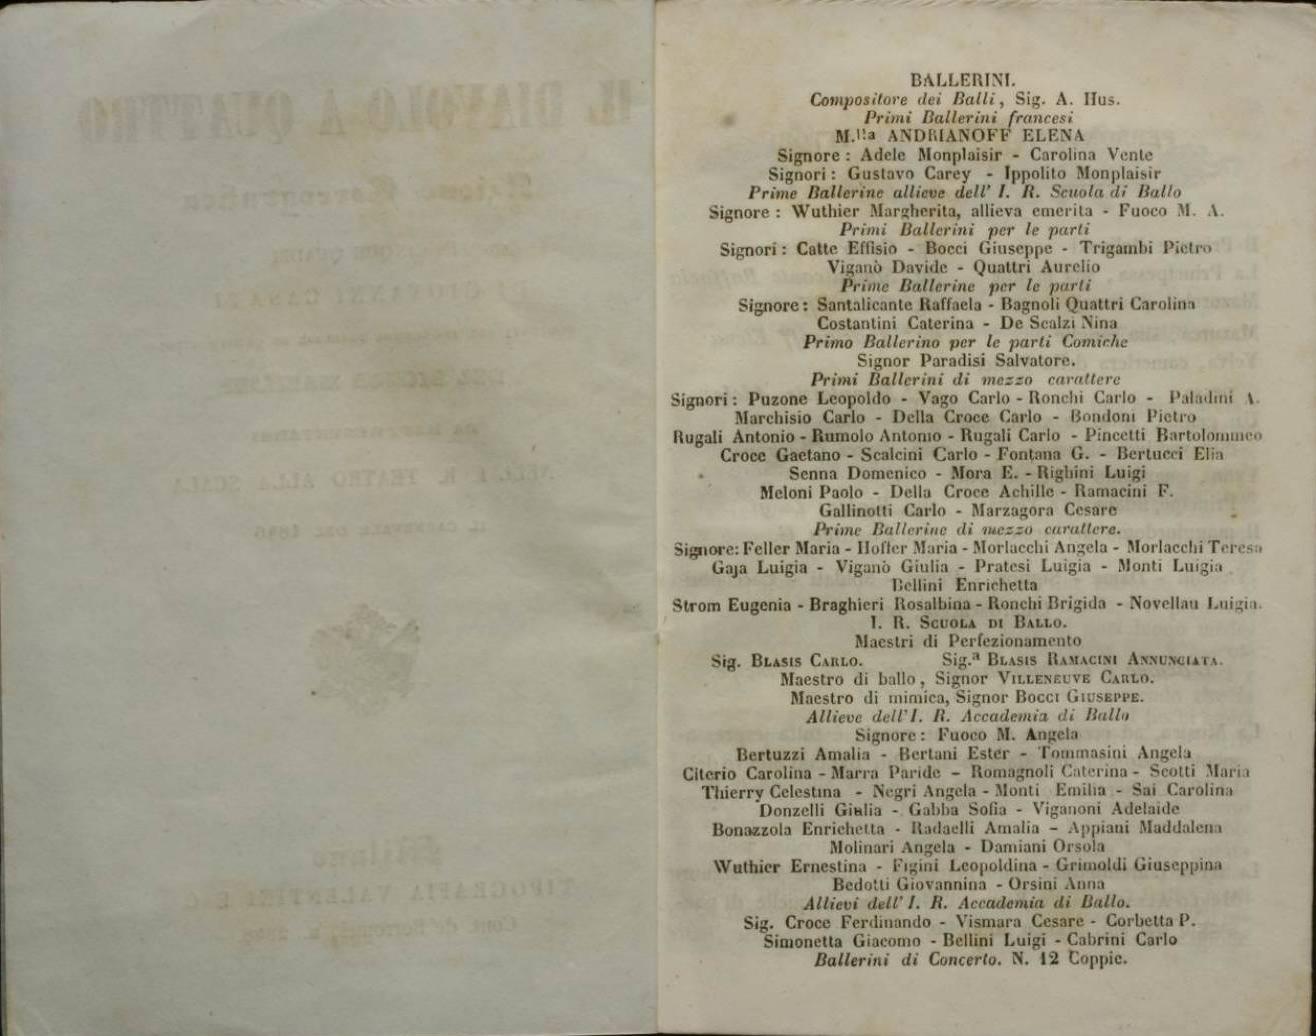 BALLERINI.
Compositore dei Balli, Sig. A. Hus.
Primi Ballerini francesi
M.lla ANDRIANOFF ELENA
Signore : Adele Monplaisir - Carolina Vente
Signori : Gustavo Carey - Ippolito Monplaisir
Prime Ballerine allieve dell' I. R. Scuola di Ballo
Signore : Wuthier Margherita, allieva emerita - Fuoco M. A.
Primi Ballerini per le parti
Signori : Catte Effisio - Bocci Giuseppe - Trigambi Pietro
Viganò Davide - Quattri Aurelio
Prime Ballerine per le parti
Signore : Santalicante Raffaela - Bagnoli Quattri Carolina
Costantini Caterina - De Scalzi Nina
Primo Ballerino per le parti Comiche
Signor Paradisi Salvatore.
Primi Ballerini di mezzo carattere
Signori : Puzone Leopoldo - Vago Carlo - Ronchi Carlo - Paladini A.
Marchisio Carlo - Della Croce Carlo - Bondoni Pietro
Rugali Antonio - Rumolo Antonio - Rugali Carlo - Pincetti Bartolommeo
Croce Gaetano - Scalcini Carlo - Fontana G. - Bertucci Elia
Senna Domenico - Mora E. - Righini Luigi
Meloni Paolo - Della Croce Achille - Ramacini F.
Gallinotti Carlo - Marzagora Cesare
Prime Ballerine di mezzo carattere.
Signore: Feller Maria - Hoffer Maria - Morlacchi Angela - Morlacchi Teresa
Gaja Luigia - Viganò Giulia - Pratesi Luigia - Monti Luigia
Bellini Enrichetta
Strom Eugenia - Braghieri Rosalbina - Ronchi Brigida - Novellau Luigia.
I. R. SCUOLA DI BALLO.
Maestri di Perfezionamento
Sig. BLASIS CARLO. Sig.a BLASIS RAMACINI ANNUNCIATA.
Maestro di ballo, Signor VILLENEUVE CARLO.
Maestro di mimica, Signor BOCCI GIUSEPPE.
Allieve dell' I. R. Accademia di Ballo
Signore : Fuoco M. Angela
Bertuzzi Amalia - Bertani Ester - Tommasini Angela
Citerio Carolina - Marra Paride - Romagnoli Caterina - Scotti Maria
Thierry Celestina - Negri Angela - Monti Emilia - Sai Carolina
Donzelli Giulia - Gabba Sofia - Viganoni Adelaide
Bonazzola Enrichetta - Radaelli Amalia - Appiani Maddalena
Molinari Angela - Damiani Orsola
Wuthier Ernestina - Figini Leopoldina - Grimoldi Giuseppina
Bedotti Giovannina - Orsini Anna
Allievi dell' I. R. Accademia di Ballo.
Sig. Croce Ferdinando - Vismara Cesare - Corbetta P.
Simonetta Giacomo - Bellini Luigi - Cabrini Carlo
Ballerini di Concerto. N. 12 Coppie.